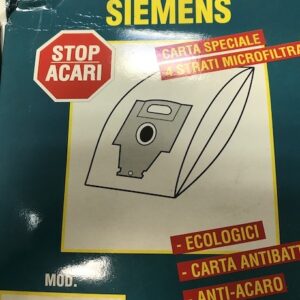 SIEMENS
STOP
ACARI
CARTA SPECIALE
4 STRATI MICROFILTRA
- ECOLOGICI
- CARTA ANTIBATT
- ANTI-ACARO
MOD.